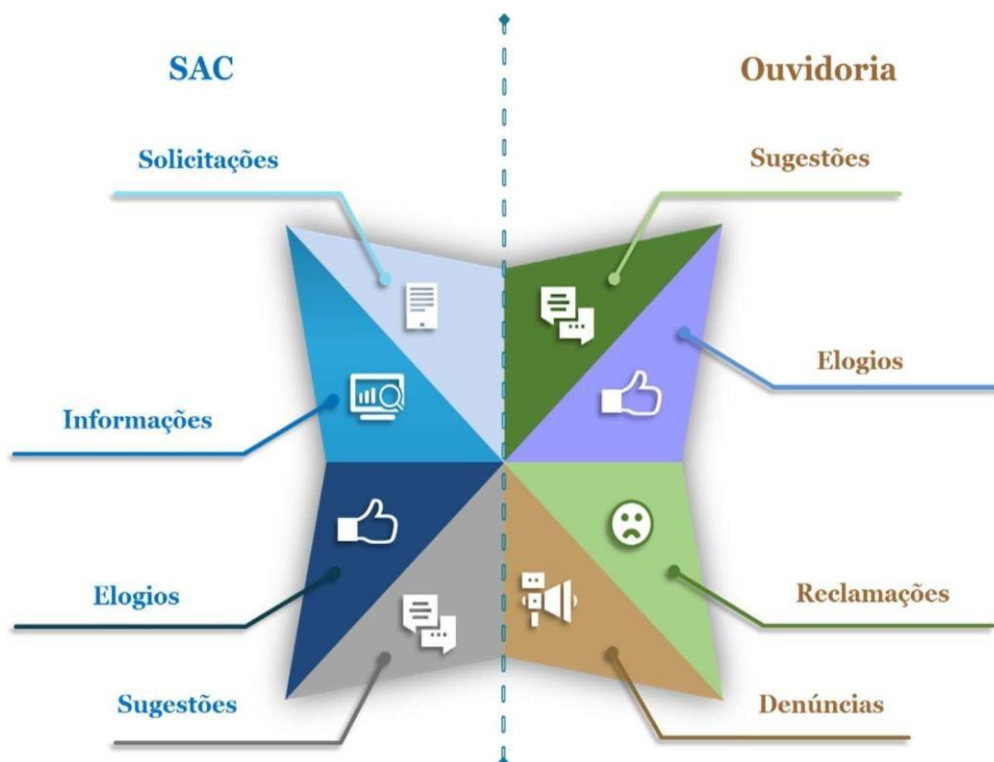 SAC
Solicitações
Informações
Elogios
Sugestões
Ouvidoria
Sugestões
Elogios
Reclamações
Denúncias